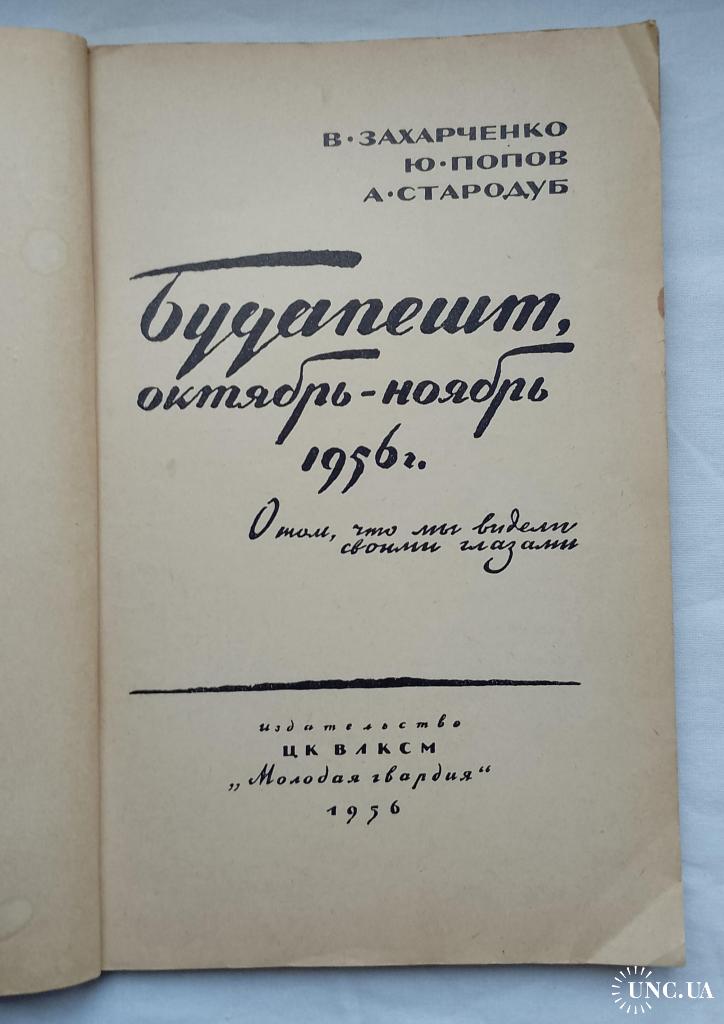 В·ЗАХАРЧЕНКО
Ю·ПОПОВ
А·СТАРОДУБ
Будапешт,
октябрь-ноябрь
1956г.
О том, что мы видели
своими глазами
издательство
ЦК ВЛКСМ
„Молодая гвардия“
1956
UNC.UA